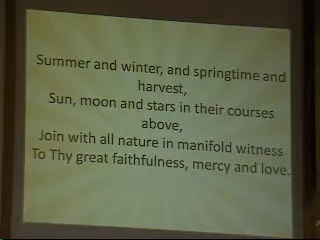 Summer and winter, and springtime and
harvest,
Sun, moon and stars in their courses
above,
Join with all nature in manifold witness
To Thy great faithfulness, mercy and love.